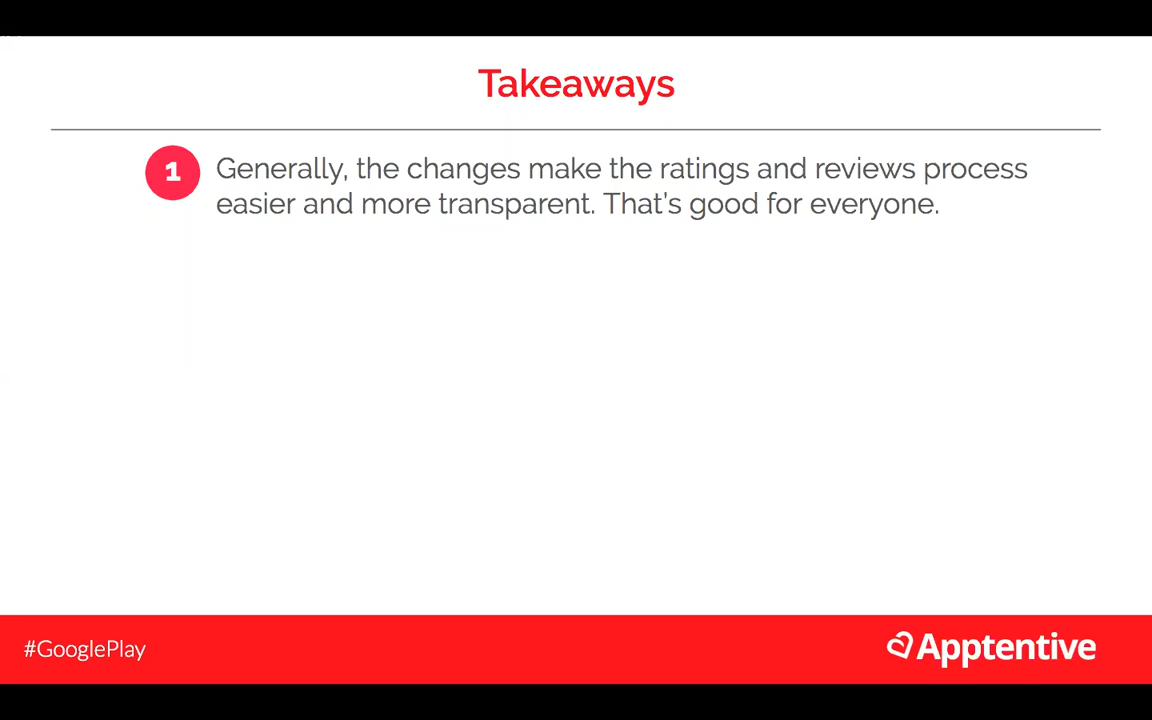 Takeaways
1
Generally, the changes make the ratings and reviews process
easier and more transparent. That's good for everyone.
#GooglePlay
Apptentive